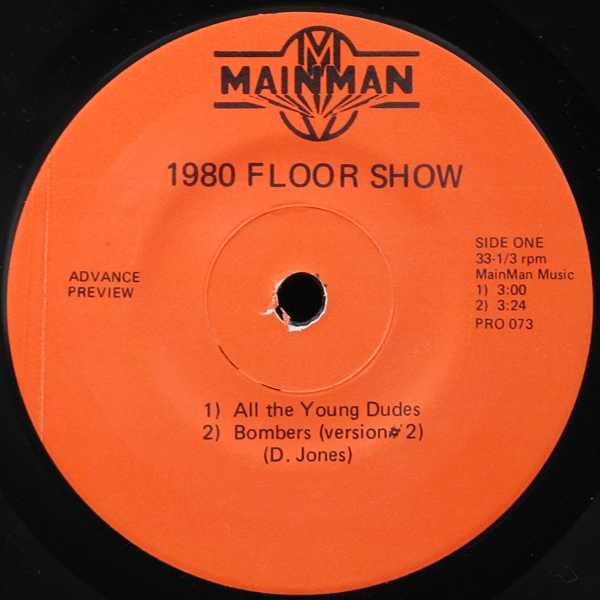 MAINMAN
1980 FLOOR SHOW
ADVANCE
PREVIEW
SIDE ONE
33-1/3 rpm
MainMan Music
1) 3:00
2) 3:24
PRO 073
1) All the Young Dudes
2) Bombers (version# 2)
(D. Jones)